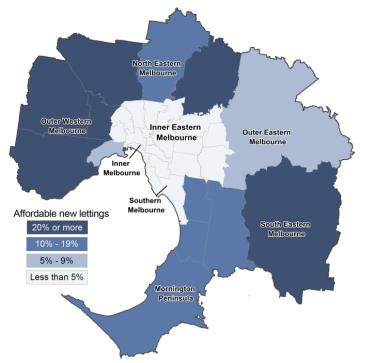 North Eastern
Melbourne
Outer Western
Melbourne
Inner Eastern
Melbourne
Outer Eastern
Melbourne
Inner
Melbourne
Southern
Melbourne
Affordable new lettings
20% or more
10% - 19%
5% - 9%
Less than 5%
South Eastern
Melbourne
Mornington
Peninsula